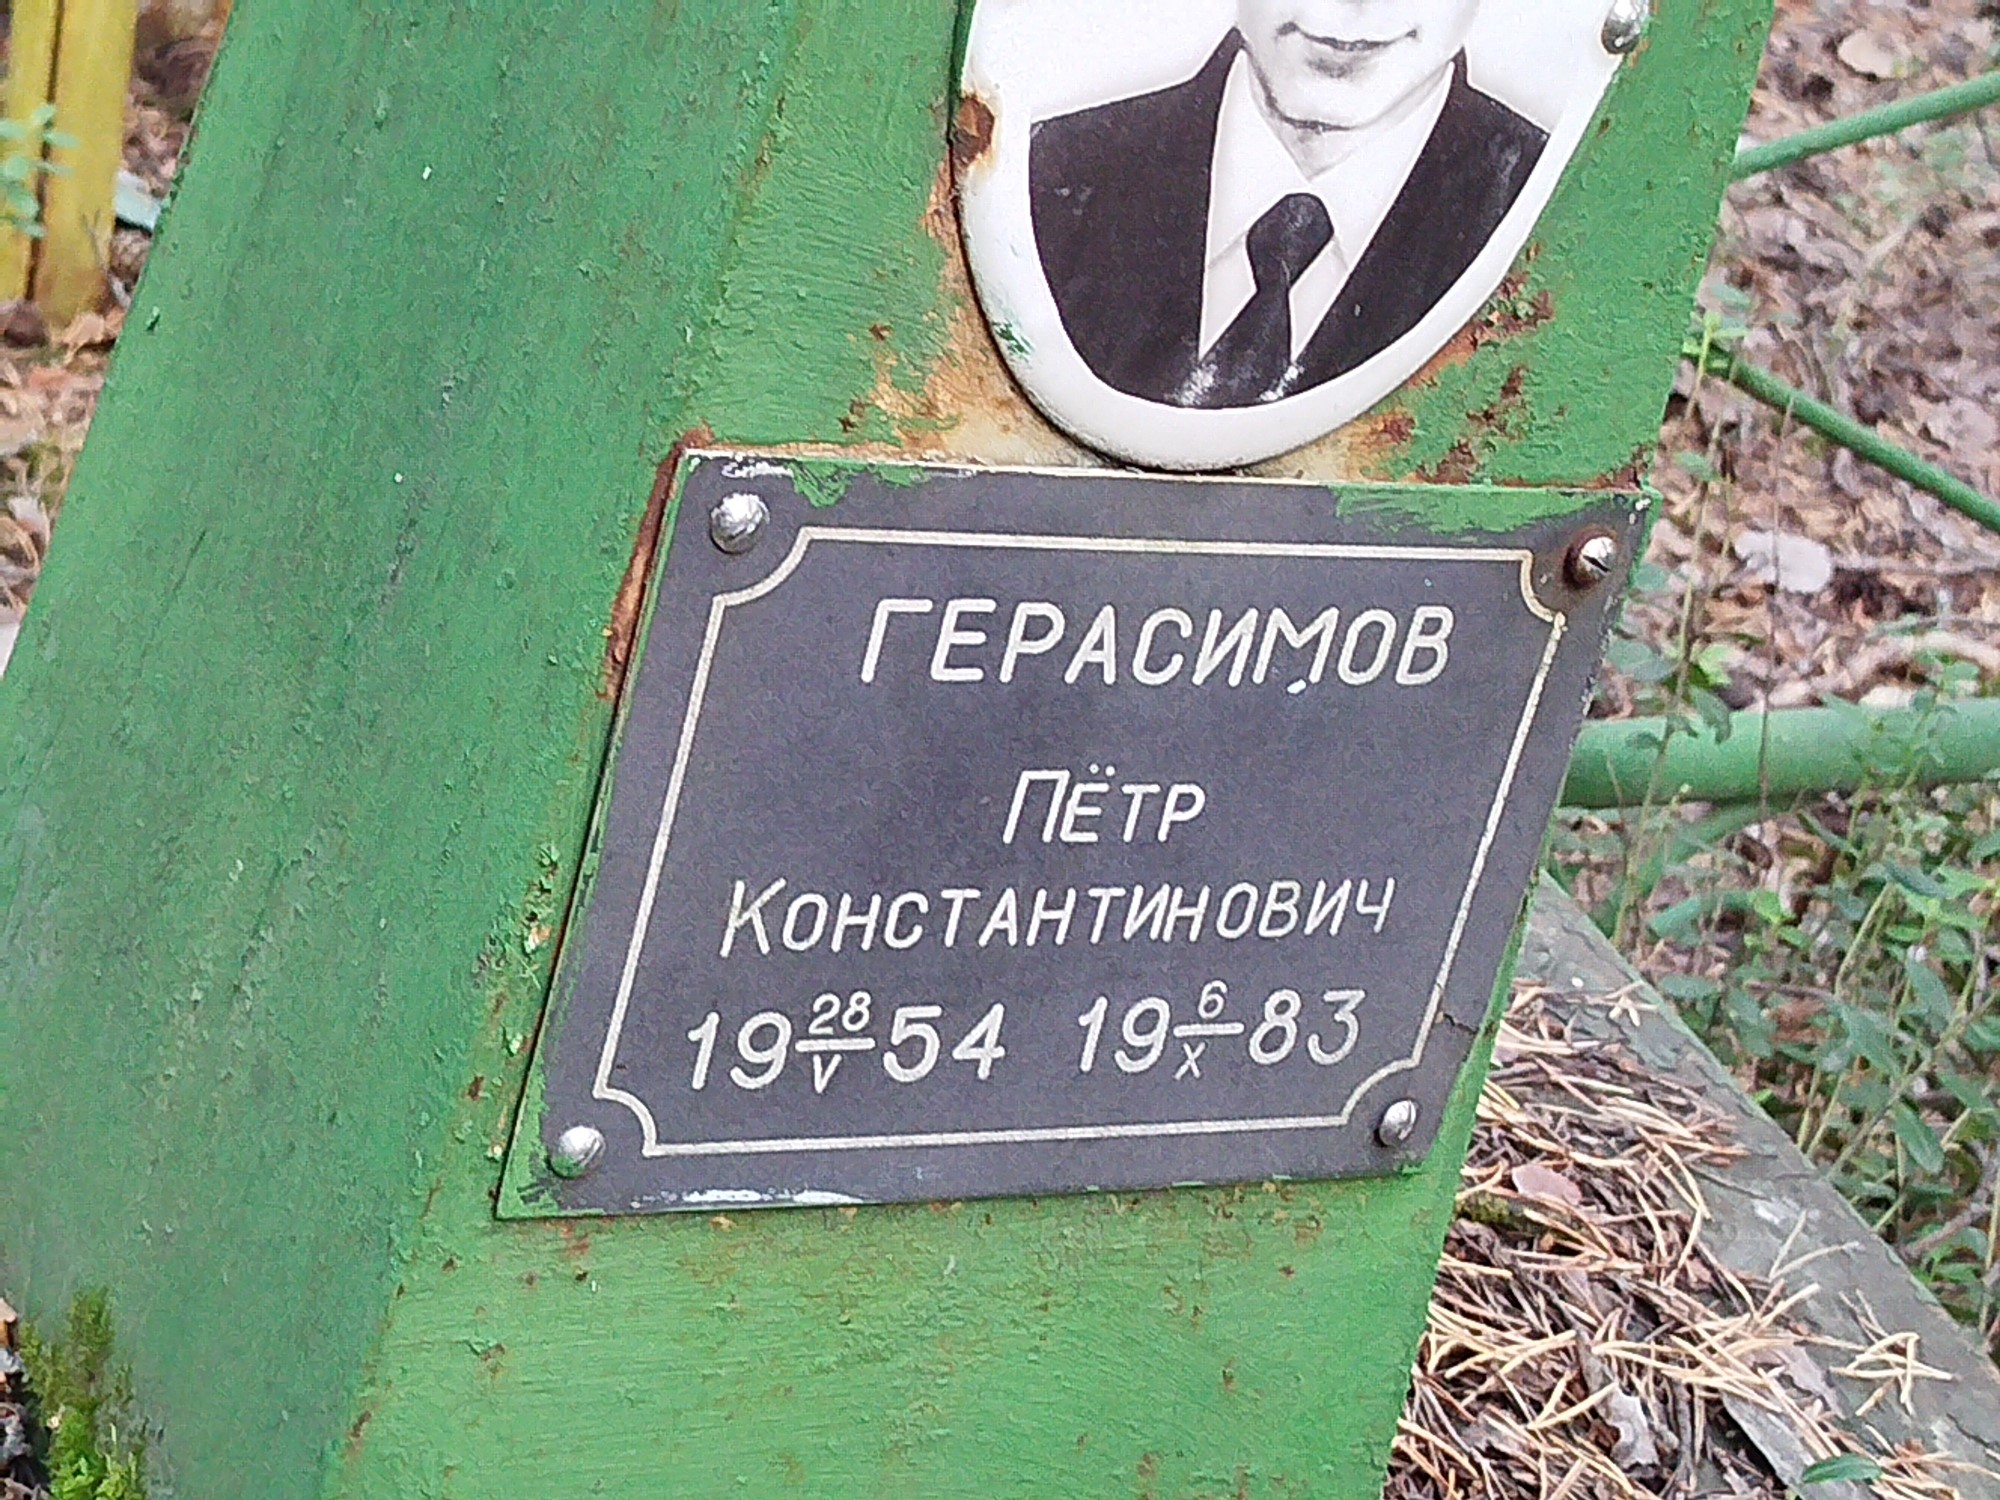 ГЕРАСИМОВ
ПЁТР
КОНСТАНТИНОВИЧ
19 28/V 54 19 6/X 83